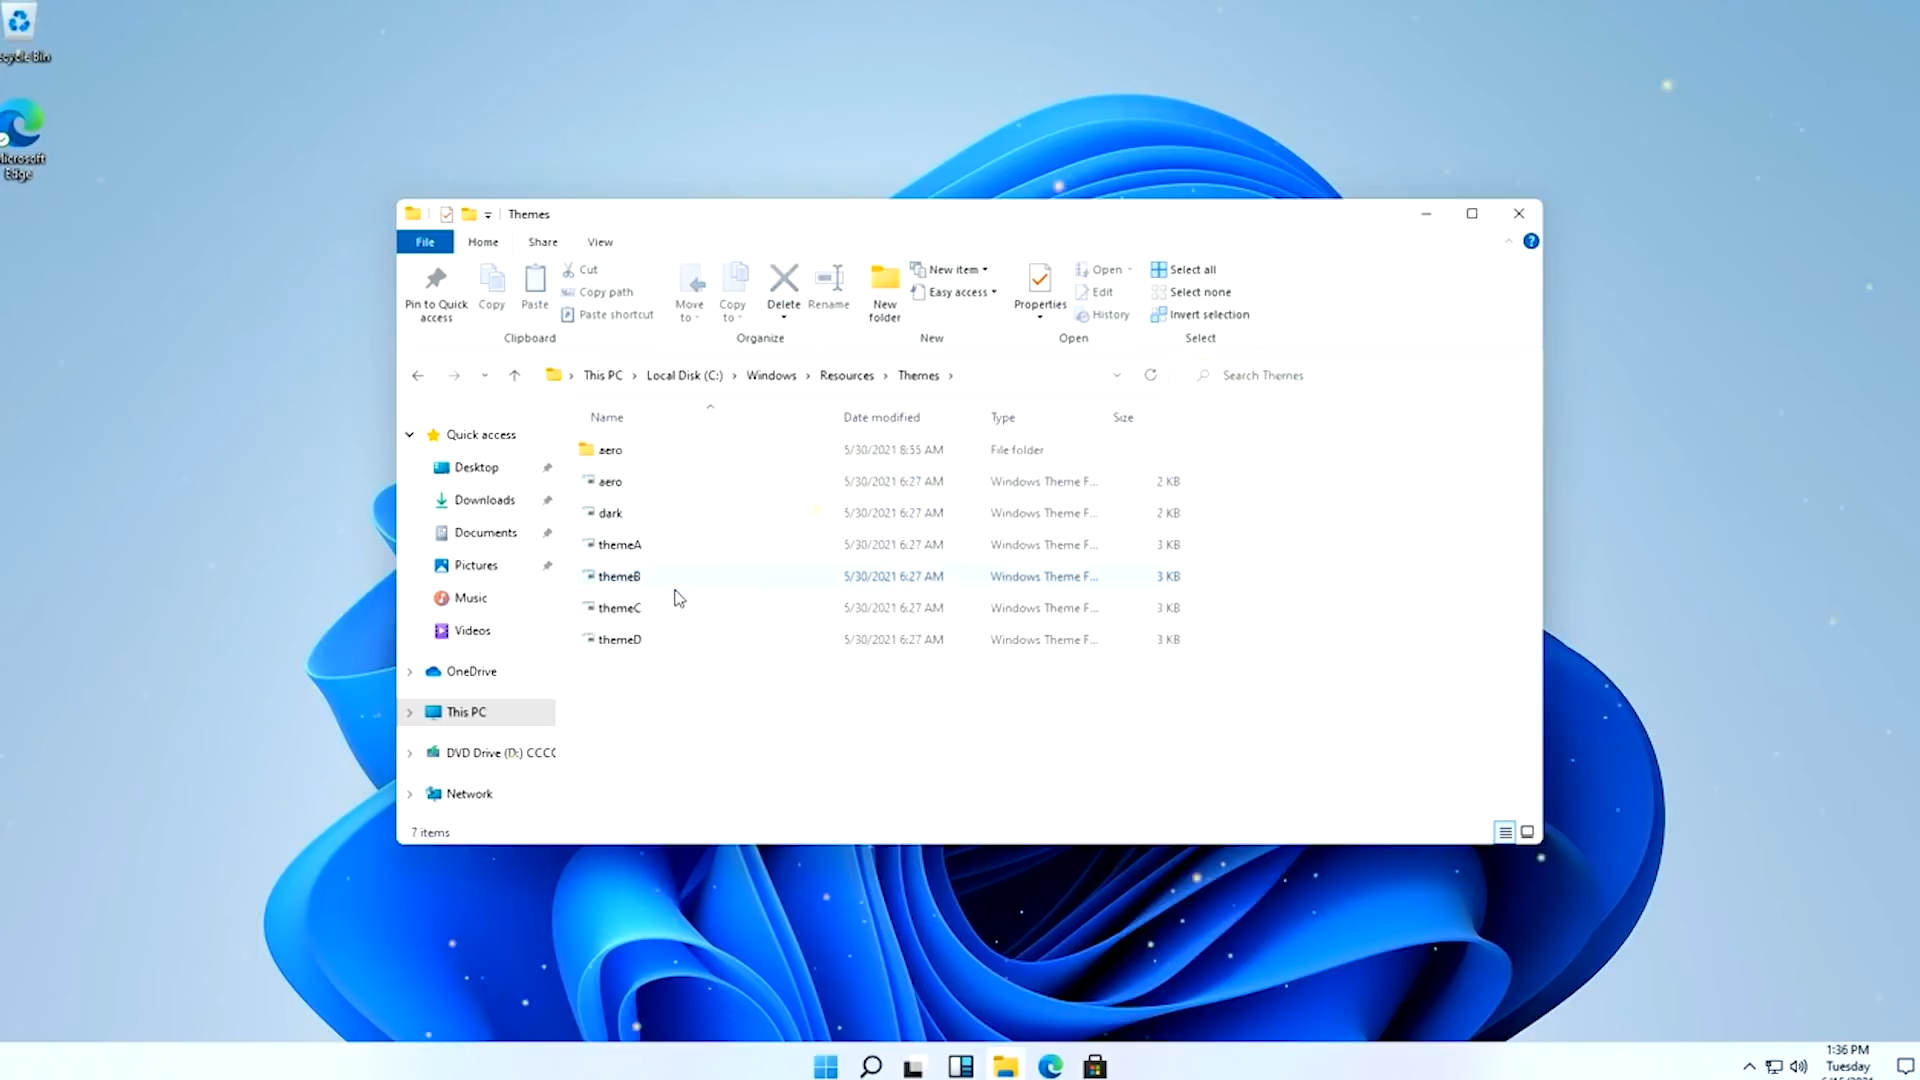 ecycle Bin
Microsoft
Edge
Themes
File Home Share View
Pin to Quick
access
Copy
Paste
Cut
Copy path
Paste shortcut
Clipboard
Move
to
Copy
to
Delete
Rename
Organize
New
folder
New item
Easy access
New
Properties
Open
Edit
History
Open
Select all
Select none
Invert selection
Select
This PC > Local Disk (C:) > Windows > Resources > Themes >
Search Themes
Name Date modified Type Size
Quick access
Desktop
Downloads
Documents
Pictures
Music
Videos
OneDrive
This PC
DVD Drive (D:) CCCC
Network
aero 5/30/2021 8:55 AM File folder
aero 5/30/2021 6:27 AM Windows Theme F... 2 KB
dark 5/30/2021 6:27 AM Windows Theme F... 2 KB
themeA 5/30/2021 6:27 AM Windows Theme F... 3 KB
themeB 5/30/2021 6:27 AM Windows Theme F... 3 KB
themeC 5/30/2021 6:27 AM Windows Theme F... 3 KB
themeD 5/30/2021 6:27 AM Windows Theme F... 3 KB
7 items
1:36 PM
Tuesday